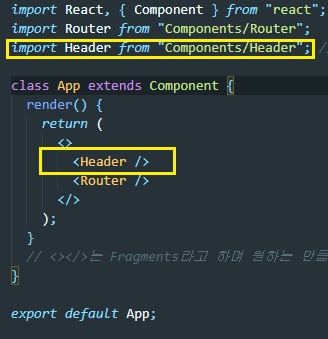 import React, { Component } from "react";
import Router from "Components/Router";
import Header from "Components/Header"; //
class App extends Component {
render() {
return (
<>
<Header />
<Router />
</>
);
}
// <></>는 Fragments라고 하며 원하는 만큼
}
export default App;